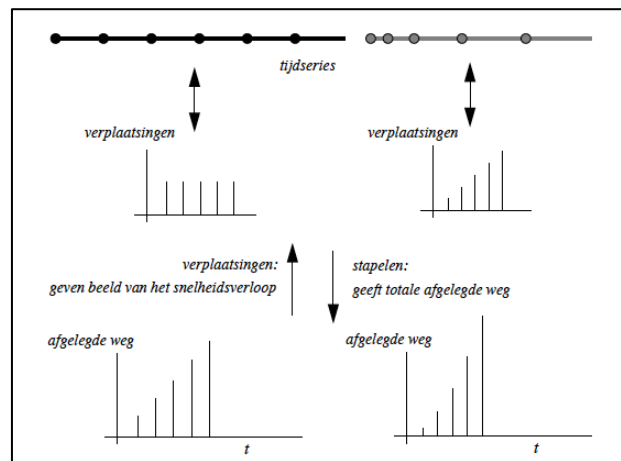 tijdseries
verplaatsingen
verplaatsingen
verplaatsingen:
geven beeld van het snelheidsverloop
stapelen:
geeft totale afgelegde weg
afgelegde weg
afgelegde weg
t
t